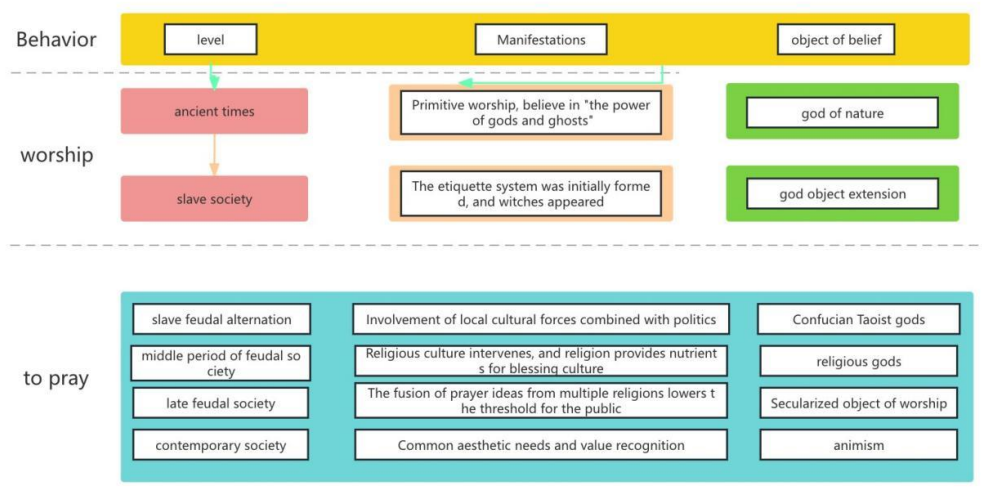 Behavior
level
Manifestations
object of belief
worship
ancient times
Primitive worship, believe in "the power
of gods and ghosts"
god of nature
slave society
The etiquette system was initially forme
d, and witches appeared
god object extension
to pray
slave feudal alternation
Involvement of local cultural forces combined with politics
Confucian Taoist gods
middle period of feudal so
ciety
Religious culture intervenes, and religion provides nutrient
s for blessing culture
religious gods
late feudal society
The fusion of prayer ideas from multiple religions lowers t
he threshold for the public
Secularized object of worship
contemporary society
Common aesthetic needs and value recognition
animism